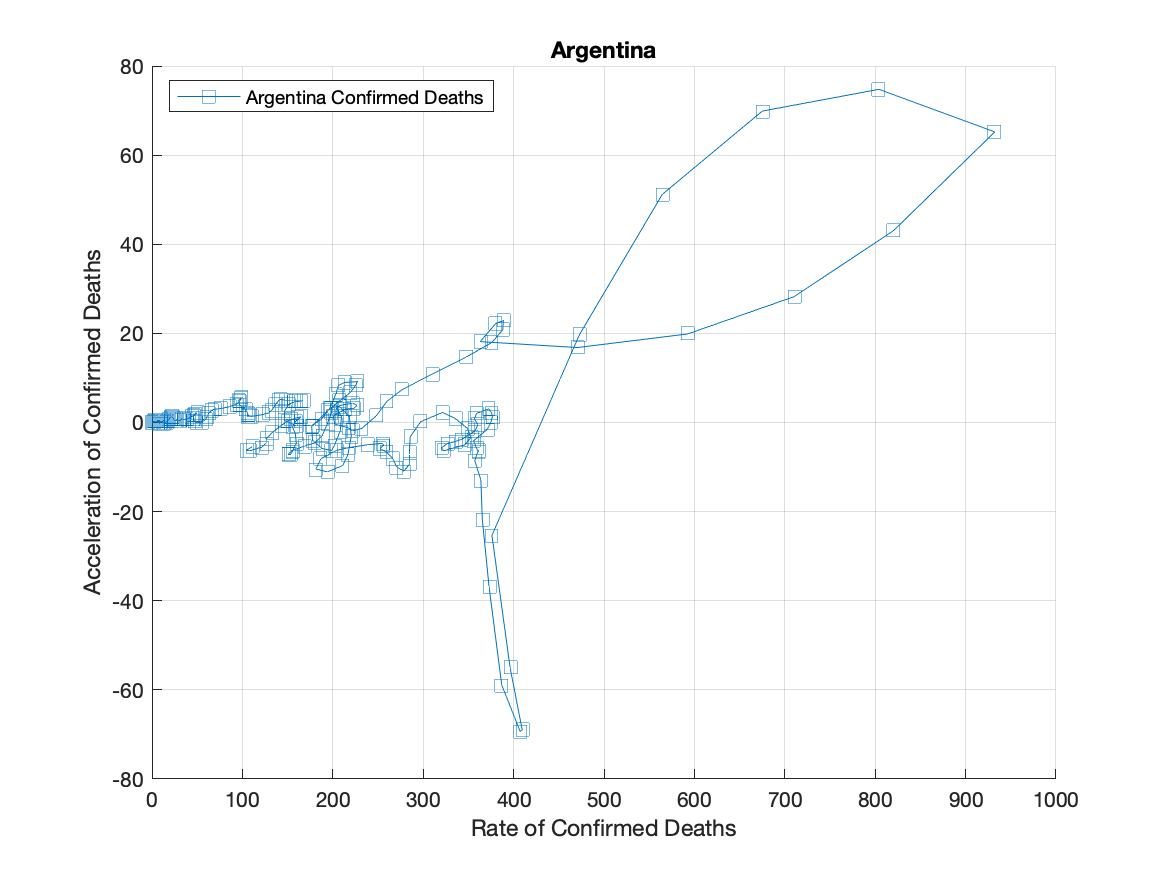 Argentina
Argentina Confirmed Deaths
80
60
40
20
0
-20
-40
-60
-80
Acceleration of Confirmed Deaths
0 100 200 300 400 500 600 700 800 900 1000
Rate of Confirmed Deaths